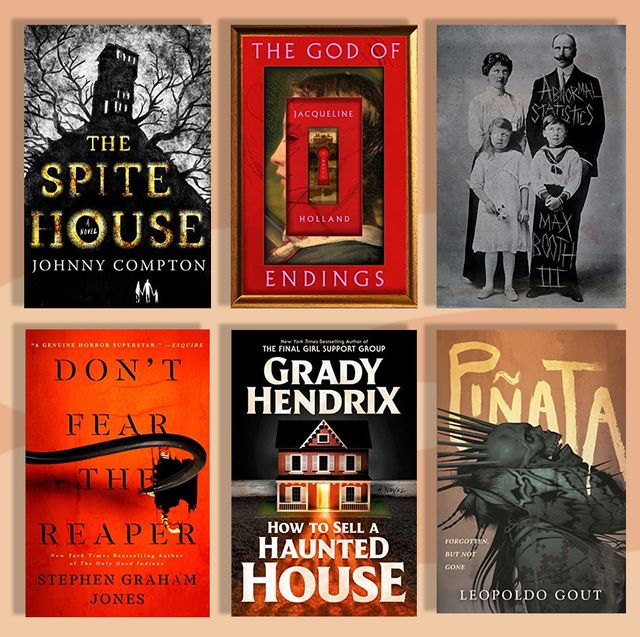 THE
SPITE
HOUSE
A NOVEL
JOHNNY COMPTON
THE GOD OF
JACQUELINE
HOLLAND
ENDINGS
ABNORMAL
STATISTICS
MAX
BOOTH
III
"A GENUINE HORROR SUPERSTAR." —ESQUIRE
DON'T
FEAR
THE
REAPER
New York Times Bestselling Author
of The Only Good Indians
STEPHEN GRAHAM
JONES
New York Times Bestselling Author of
THE FINAL GIRL SUPPORT GROUP
GRADY
HENDRIX
A NOVEL
HOW TO SELL A
HAUNTED
HOUSE
PIÑATA
FORGOTTEN,
BUT NOT
GONE
LEOPOLDO GOUT